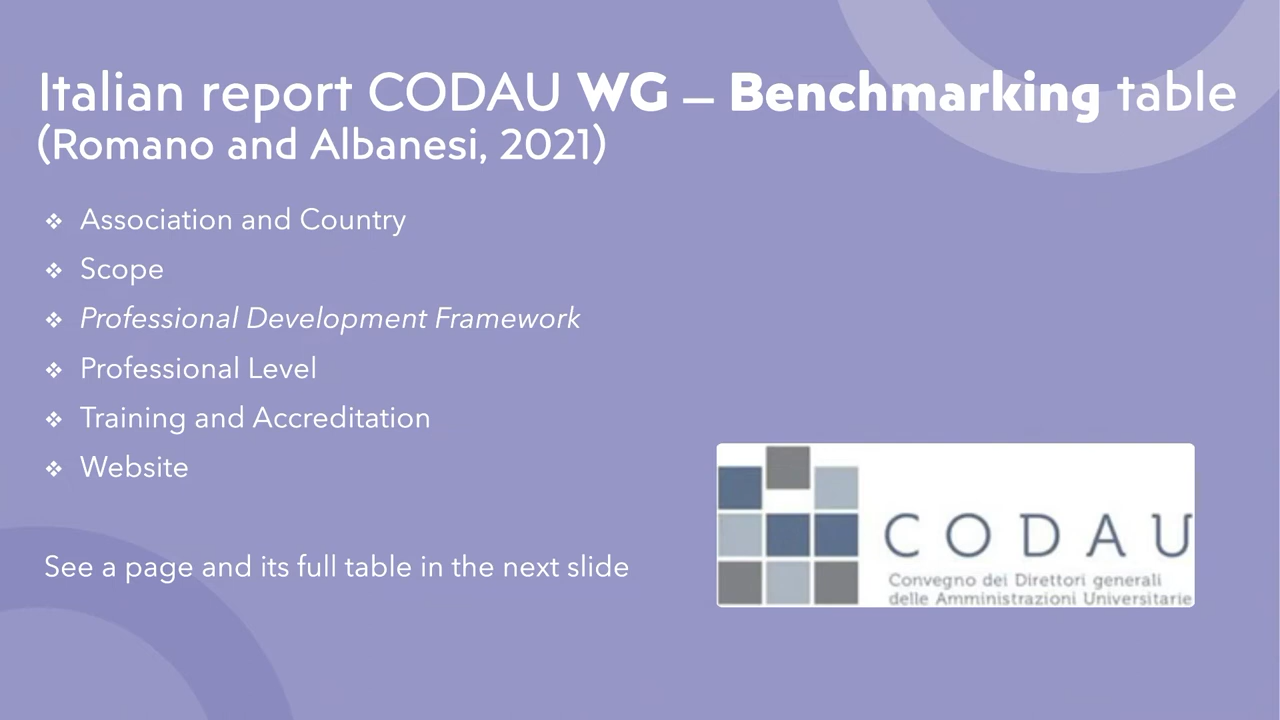 Italian report CODAU WG – Benchmarking table
(Romano and Albanesi, 2021)
❖ Association and Country
❖ Scope
❖ Professional Development Framework
❖ Professional Level
❖ Training and Accreditation
❖ Website
See a page and its full table in the next slide
CODAU
Convegno dei Direttori generali
delle Amministrazioni Universitarie